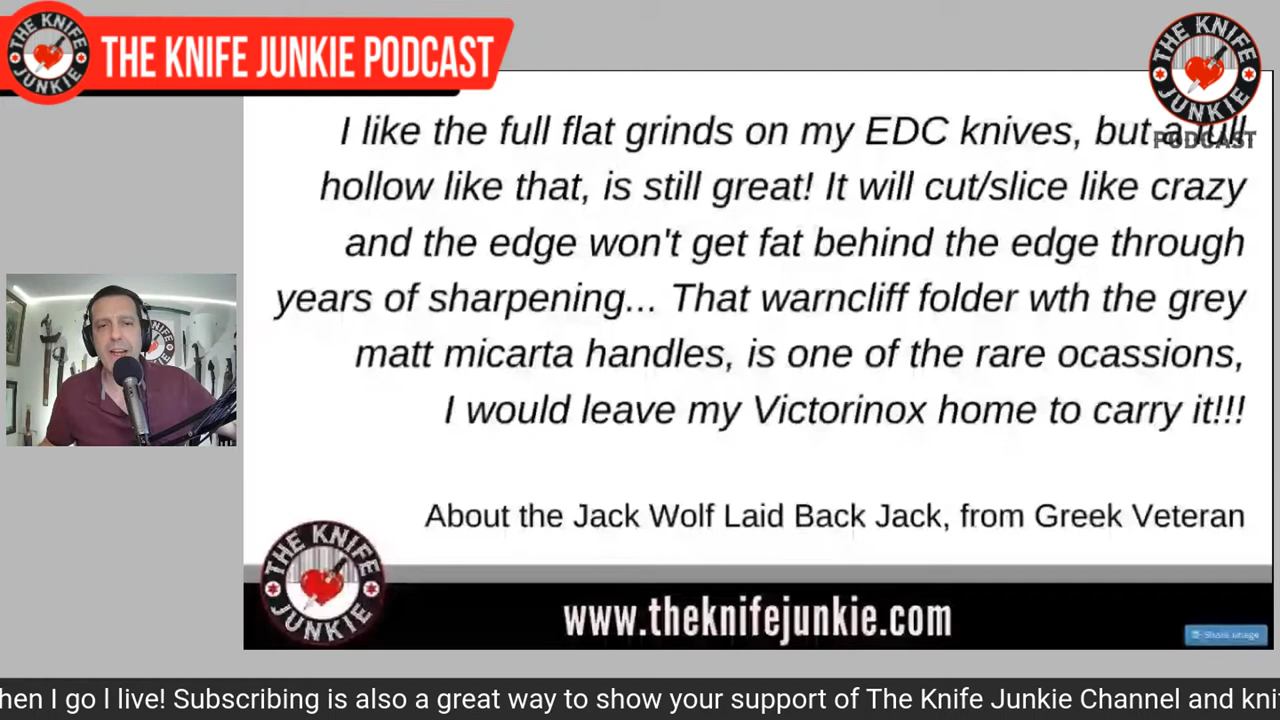 THE KNIFE JUNKIE
THE KNIFE JUNKIE PODCAST
THE KNIFE JUNKIE
PODCAST
I like the full flat grinds on my EDC knives, but a full
hollow like that, is still great! It will cut/slice like crazy
and the edge won't get fat behind the edge through
years of sharpening... That warncliff folder wth the grey
matt micarta handles, is one of the rare ocassions,
I would leave my Victorinox home to carry it!!!
About the Jack Wolf Laid Back Jack, from Greek Veteran
THE KNIFE JUNKIE
www.theknifejunkie.com
Share image
hen I go l live! Subscribing is also a great way to show your support of The Knife Junkie Channel and kni